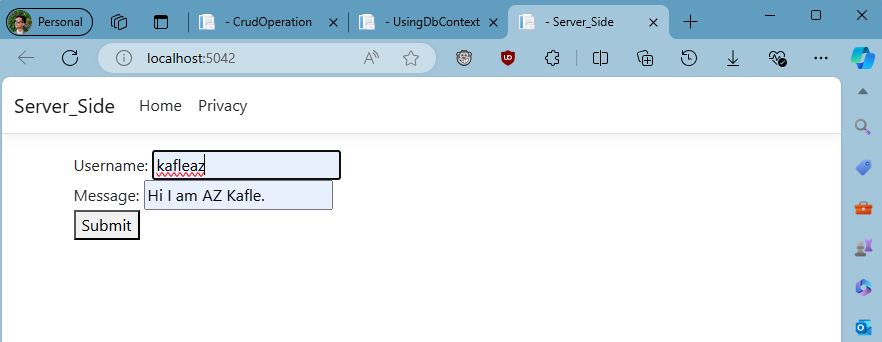 Personal
- CrudOperation
- UsingDbContext
- Server_Side
localhost:5042
Server_Side Home Privacy
Username: kafleaz
Message: Hi I am AZ Kafle.
Submit